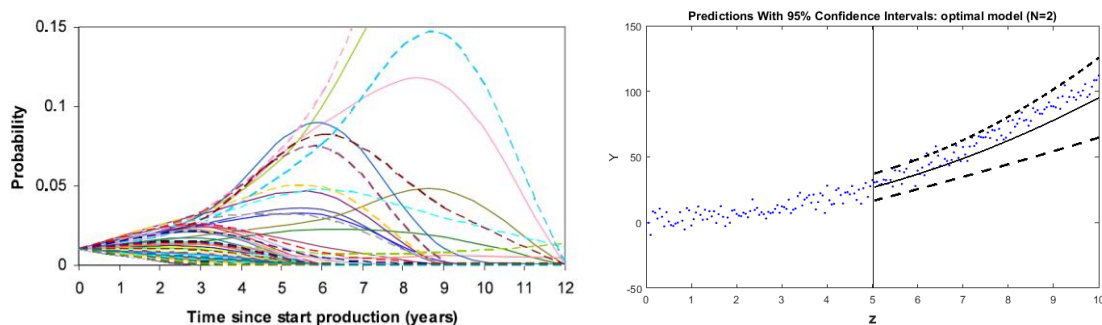 0.15
0.1
0.05
0
Probability
0 1 2 3 4 5 6 7 8 9 10 11 12
Time since start production (years)
Predictions With 95% Confidence Intervals: optimal model (N=2)
150
100
50
0
-50
Y
0 1 2 3 4 5 6 7 8 9 10
z